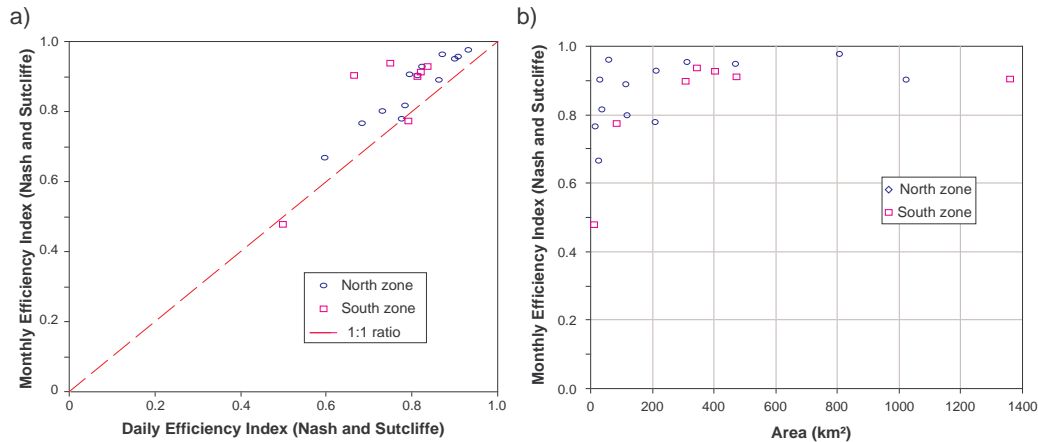 a)
Monthly Efficiency Index (Nash and Sutcliffe)
1.0
0.8
0.6
0.4
0.2
0
0
0.2
0.4
0.6
0.8
1.0
Daily Efficiency Index (Nash and Sutcliffe)
North zone
South zone
1:1 ratio
b)
Monthly Efficiency Index (Nash and Sutcliffe)
1.0
0.8
0.6
0.4
0.2
0.0
0
200
400
600
800
1000
1200
1400
Area (km²)
North zone
South zone